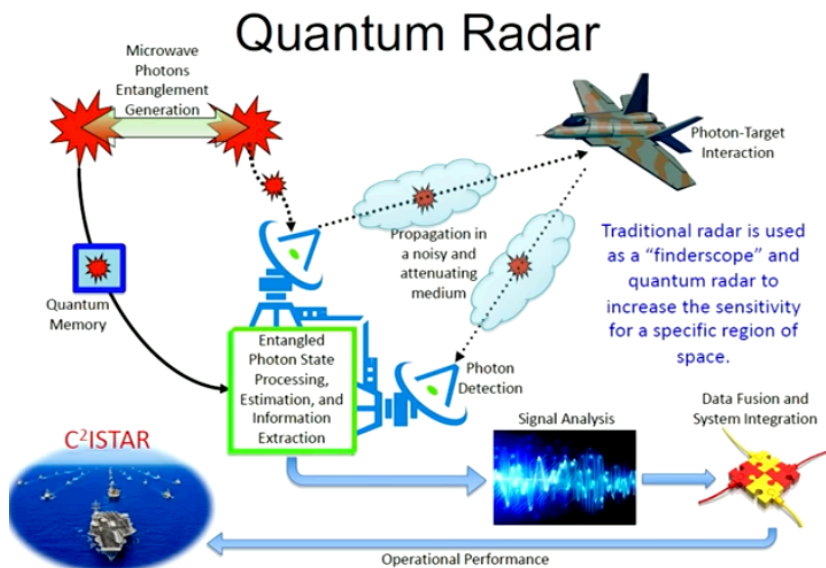 Quantum Radar
Microwave
Photons
Entanglement
Generation
Photon-Target
Interaction
Propagation in
a noisy and
attenuating
medium
Traditional radar is used
as a “finderscope” and
quantum radar to
increase the sensitivity
for a specific region of
space.
Quantum
Memory
Entangled
Photon State
Processing,
Estimation, and
Information
Extraction
Photon
Detection
Signal Analysis
Data Fusion and
System Integration
C²ISTAR
Operational Performance